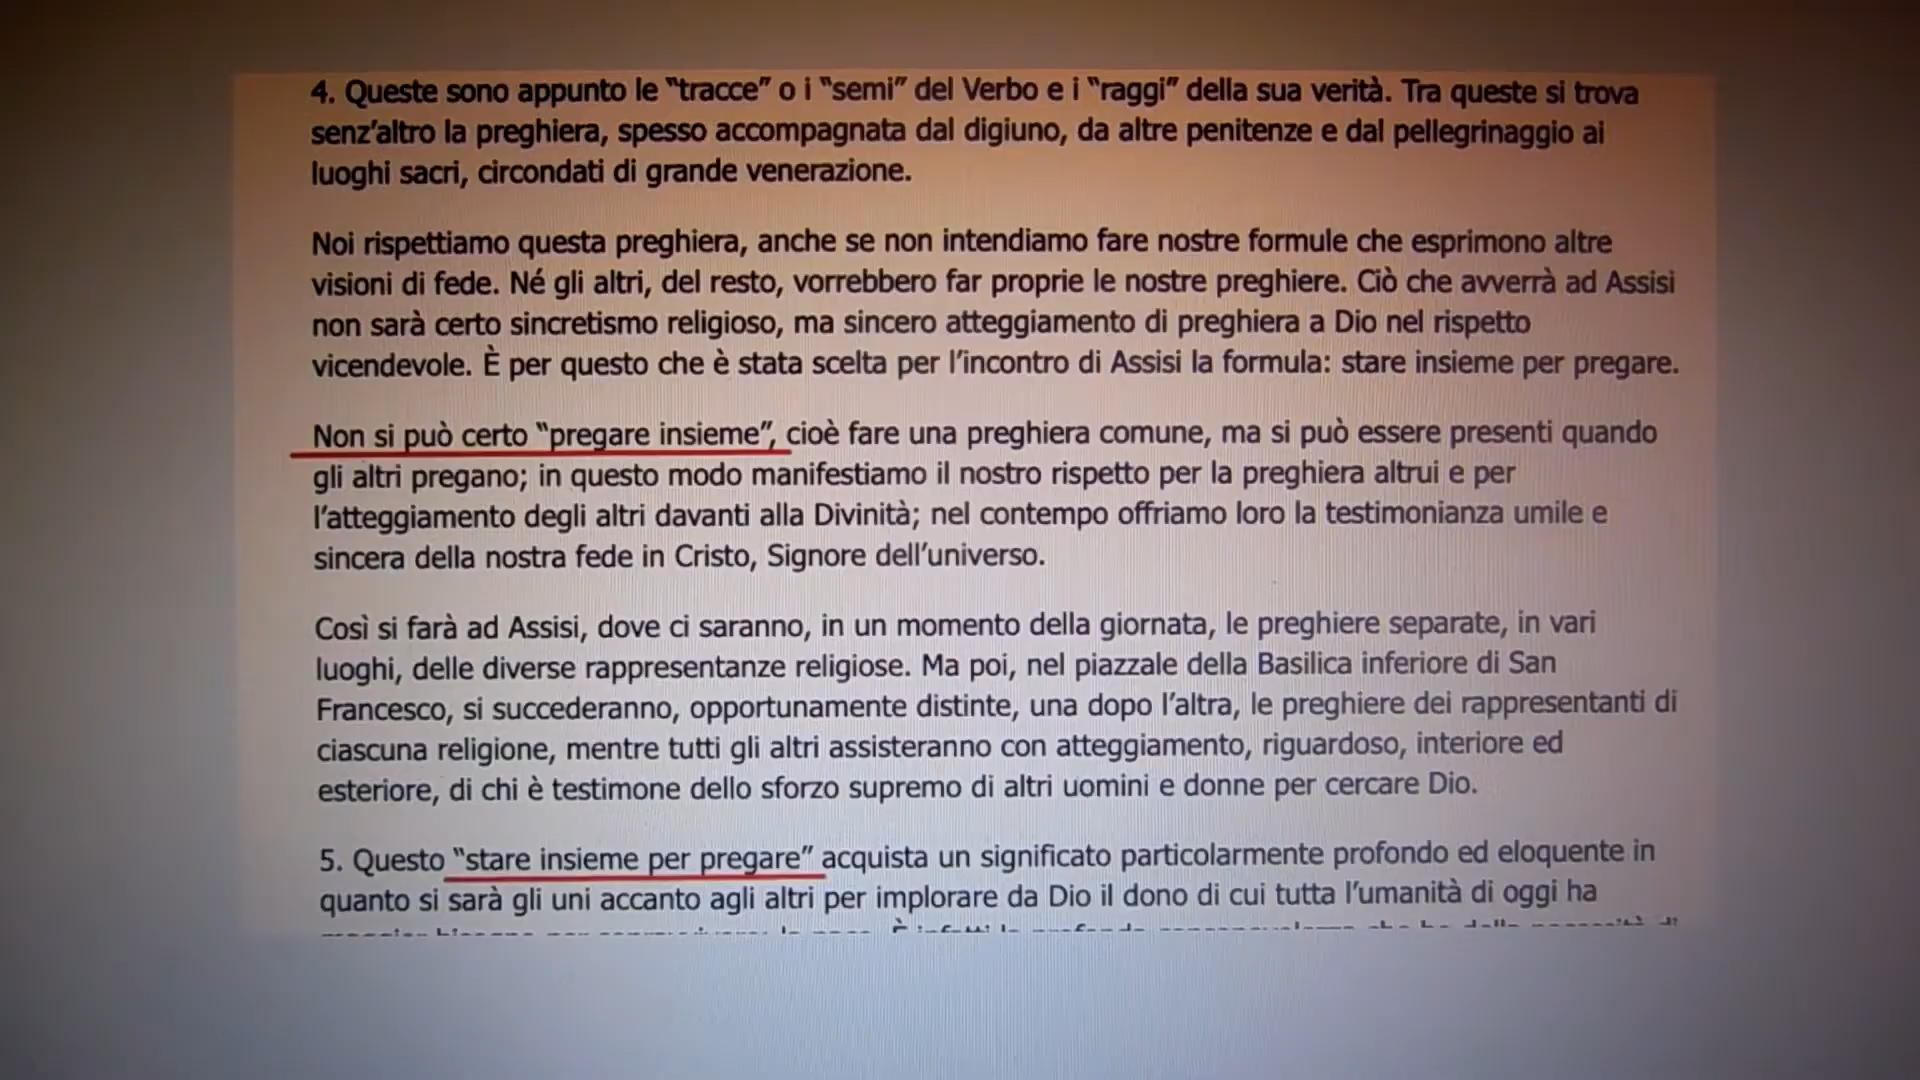 4. Queste sono appunto le "tracce" o i "semi" del Verbo e i "raggi" della sua verità. Tra queste si trova
senz'altro la preghiera, spesso accompagnata dal digiuno, da altre penitenze e dal pellegrinaggio ai
luoghi sacri, circondati di grande venerazione.
Noi rispettiamo questa preghiera, anche se non intendiamo fare nostre formule che esprimono altre
visioni di fede. Né gli altri, del resto, vorrebbero far proprie le nostre preghiere. Ciò che avverrà ad Assisi
non sarà certo sincretismo religioso, ma sincero atteggiamento di preghiera a Dio nel rispetto
vicendevole. È per questo che è stata scelta per l'incontro di Assisi la formula: stare insieme per pregare.
Non si può certo "pregare insieme", cioè fare una preghiera comune, ma si può essere presenti quando
gli altri pregano; in questo modo manifestiamo il nostro rispetto per la preghiera altrui e per
l'atteggiamento degli altri davanti alla Divinità; nel contempo offriamo loro la testimonianza umile e
sincera della nostra fede in Cristo, Signore dell'universo.
Così si farà ad Assisi, dove ci saranno, in un momento della giornata, le preghiere separate, in vari
luoghi, delle diverse rappresentanze religiose. Ma poi, nel piazzale della Basilica inferiore di San
Francesco, si succederanno, opportunamente distinte, una dopo l'altra, le preghiere dei rappresentanti di
ciascuna religione, mentre tutti gli altri assisteranno con atteggiamento, riguardoso, interiore ed
esteriore, di chi è testimone dello sforzo supremo di altri uomini e donne per cercare Dio.
5. Questo "stare insieme per pregare" acquista un significato particolarmente profondo ed eloquente in
quanto si sarà gli uni accanto agli altri per implorare da Dio il dono di cui tutta l'umanità di oggi ha